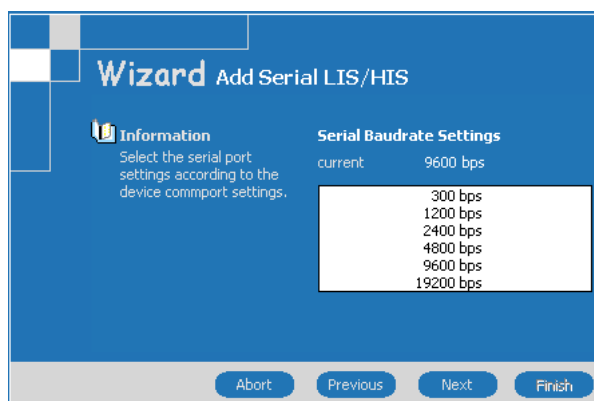 Wizard Add Serial LIS/HIS
Information
Select the serial port
settings according to the
device commport settings.
Serial Baudrate Settings
current 9600 bps
300 bps
1200 bps
2400 bps
4800 bps
9600 bps
19200 bps
Abort Previous Next Finish